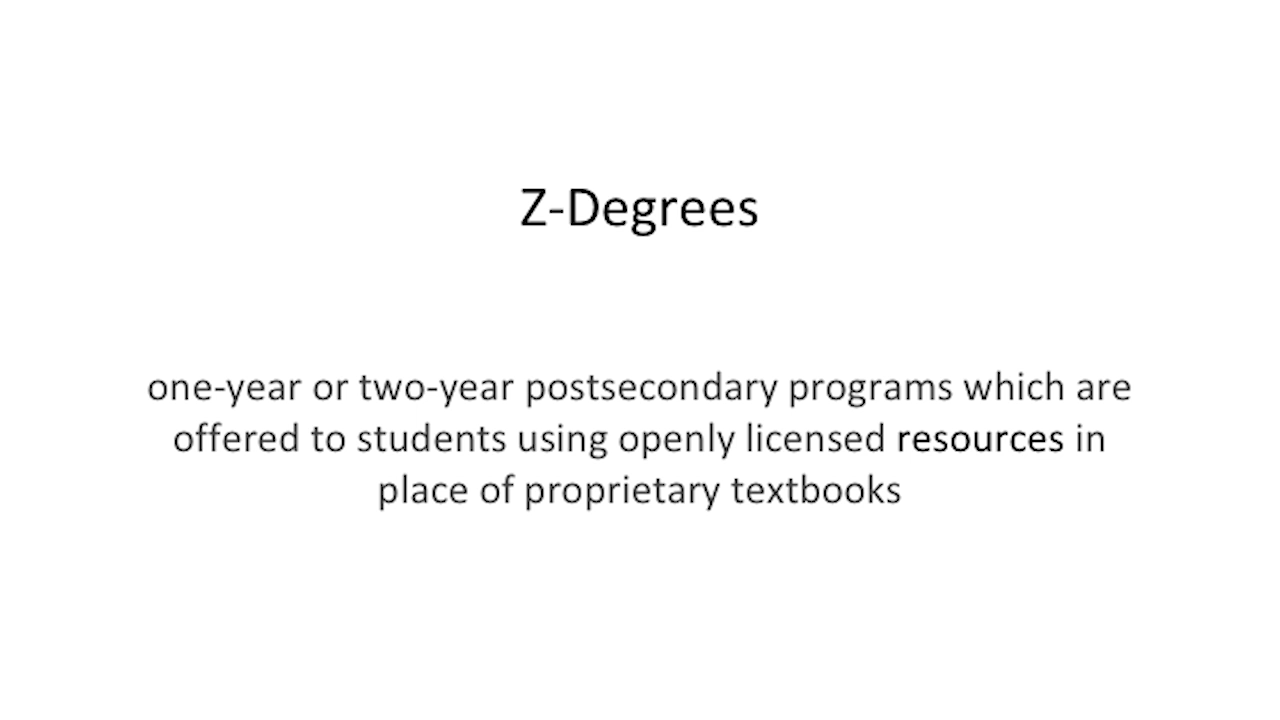 Z-Degrees
one-year or two-year postsecondary programs which are
offered to students using openly licensed resources in
place of proprietary textbooks